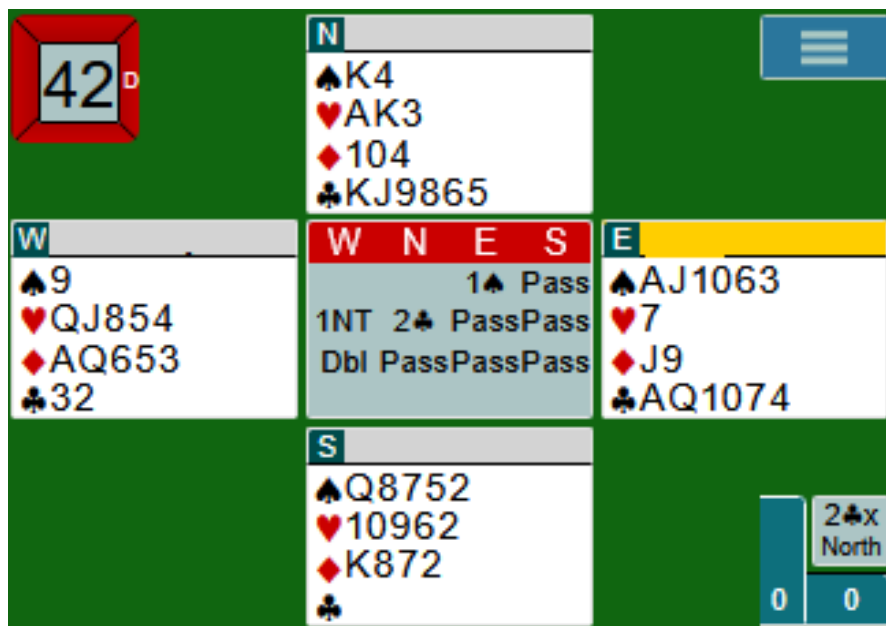 42 D
N
♠K4
♥AK3
♦104
♣KJ9865
W
♠9
♥QJ854
♦AQ653
♣32
W N E S
1♠ Pass
1NT 2♣ Pass Pass
Dbl Pass Pass Pass
E
♠AJ1063
♥7
♦J9
♣AQ1074
S
♠Q8752
♥10962
♦K872
♣
2♣x
North
0 0